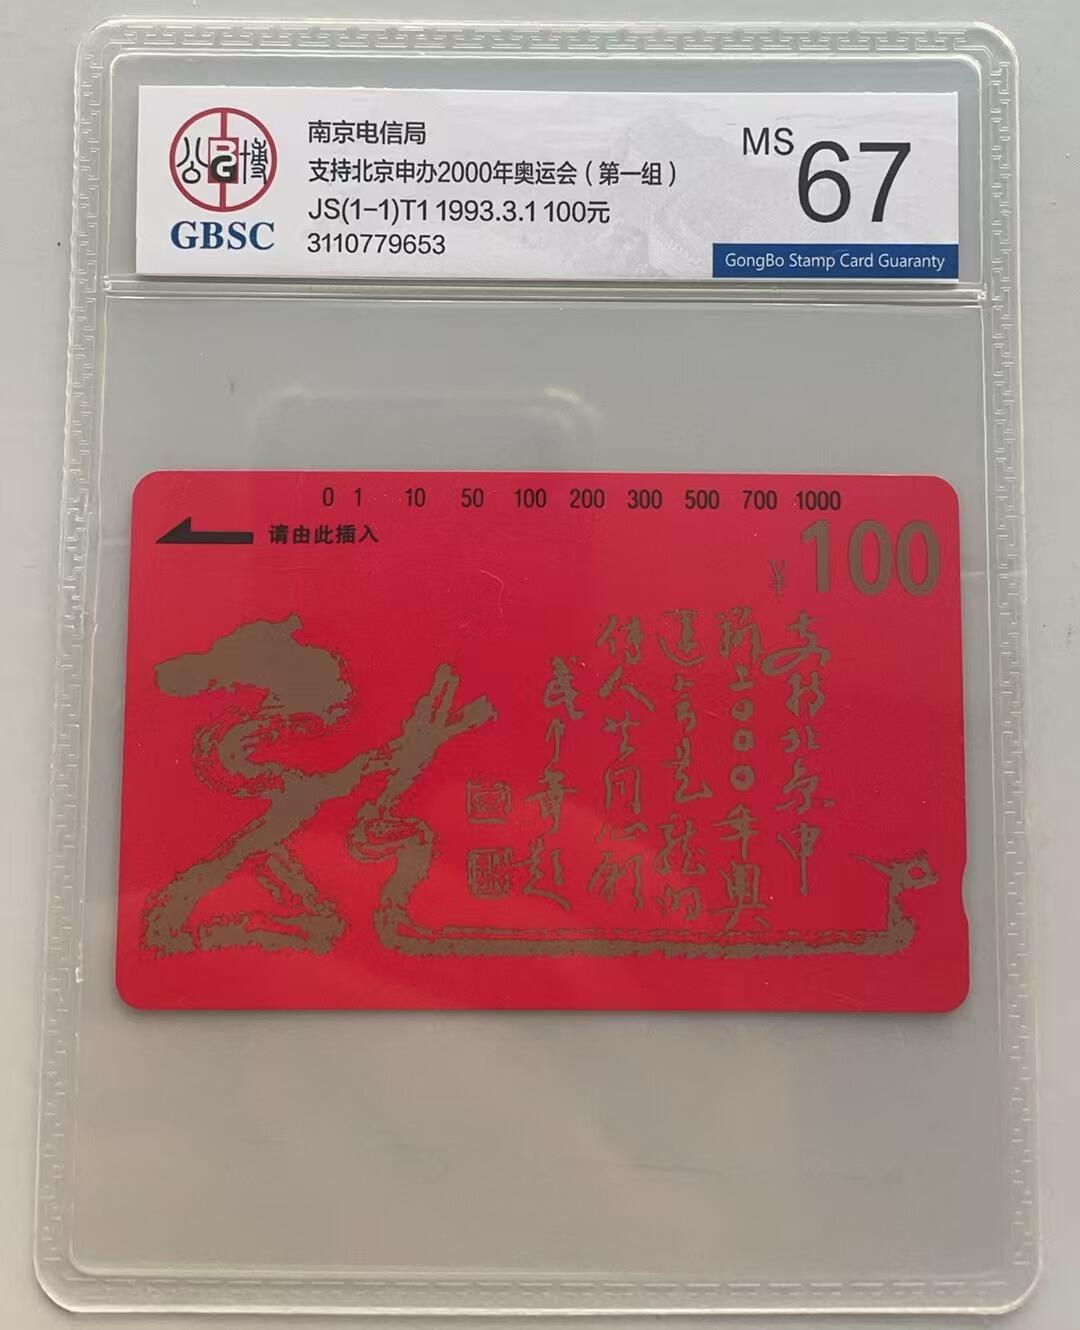 公博
GBSC
南京电信局
支持北京申办2000年奥运会（第一组）
JS(1-1)T1 1993.3.1 100元
3110779653
MS 67
GongBo Stamp Card Guaranty
0 1 10 50 100 200 300 500 700 1000
请由此插入
¥100
支持北京申
办二〇〇〇年奥
运会是龙的
传人共同心愿